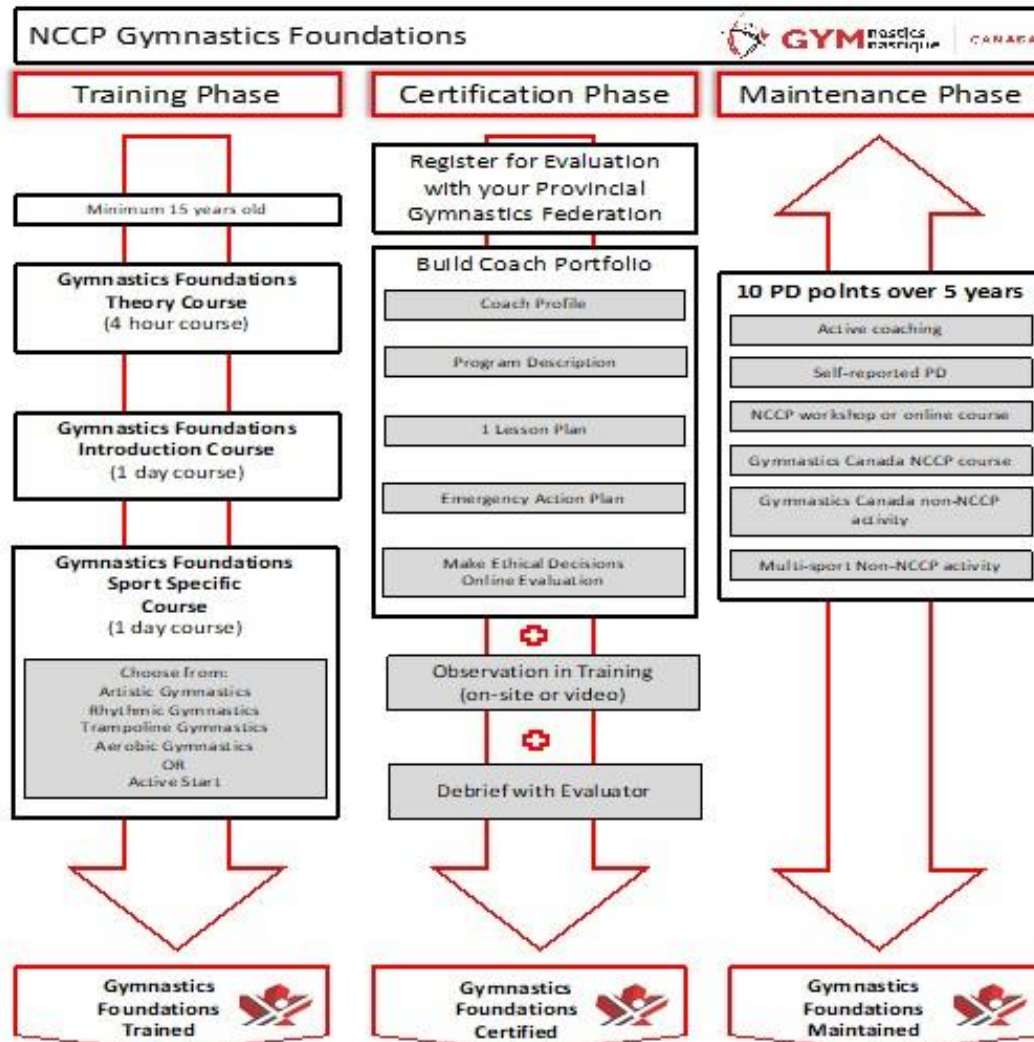 NCCP Gymnastics Foundations
GYMnastics
nastique
CANADA
Training Phase
Minimum 15 years old
Gymnastics Foundations
Theory Course
(4 hour course)
Gymnastics Foundations
Introduction Course
(1 day course)
Gymnastics Foundations
Sport Specific
Course
(1 day course)
Choose from:
Artistic Gymnastics
Rhythmic Gymnastics
Trampoline Gymnastics
Aerobic Gymnastics
OR
Active Start
Gymnastics
Foundations
Trained
Certification Phase
Register for Evaluation
with your Provincial
Gymnastics Federation
Build Coach Portfolio
Coach Profile
Program Description
1 Lesson Plan
Emergency Action Plan
Make Ethical Decisions
Online Evaluation
Observation in Training
(on-site or video)
Debrief with Evaluator
Gymnastics
Foundations
Certified
Maintenance Phase
10 PD points over 5 years
Active coaching
Self-reported PD
NCCP workshop or online course
Gymnastics Canada NCCP course
Gymnastics Canada non-NCCP
activity
Multi-sport Non-NCCP activity
Gymnastics
Foundations
Maintained